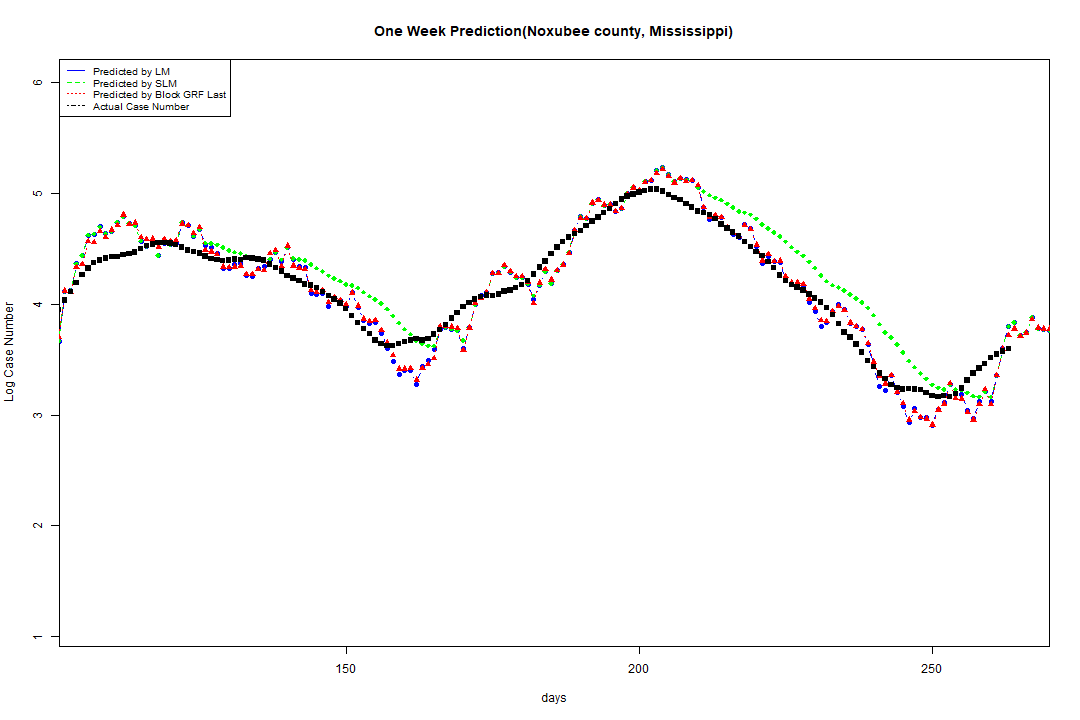 One Week Prediction(Noxubee county, Mississippi)
Predicted by LM
Predicted by SLM
Predicted by Block GRF Last
Actual Case Number
6
5
4
3
2
1
Log Case Number
150 200 250
days